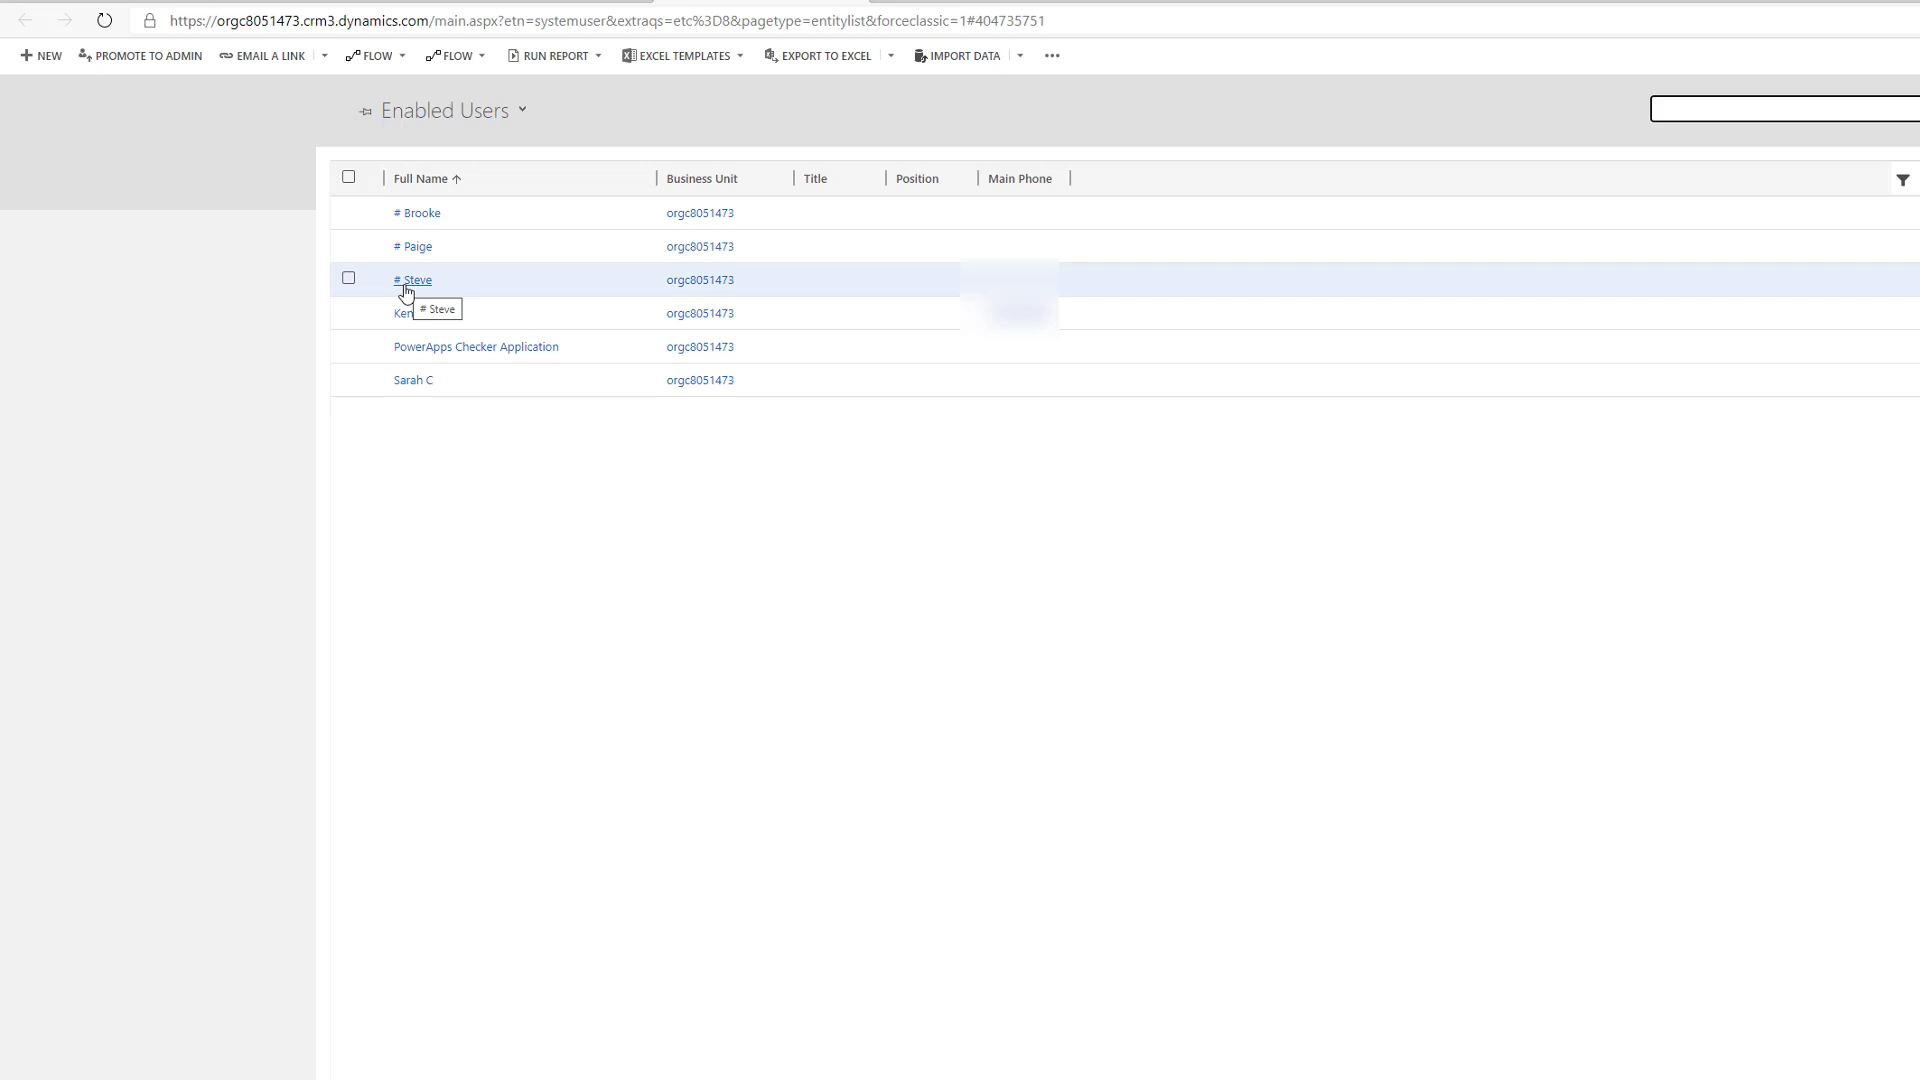 https://orgc8051473.crm3.dynamics.com/main.aspx?etn=systemuser&extraqs=etc%3D8&pagetype=entitylist&forceclassic=1#404735751
NEW PROMOTE TO ADMIN EMAIL A LINK FLOW FLOW RUN REPORT EXCEL TEMPLATES EXPORT TO EXCEL IMPORT DATA
Enabled Users
Full Name Business Unit Title Position Main Phone
# Brooke orgc8051473
# Paige orgc8051473
# Steve orgc8051473
# Steve
Ken orgc8051473
PowerApps Checker Application orgc8051473
Sarah C orgc8051473